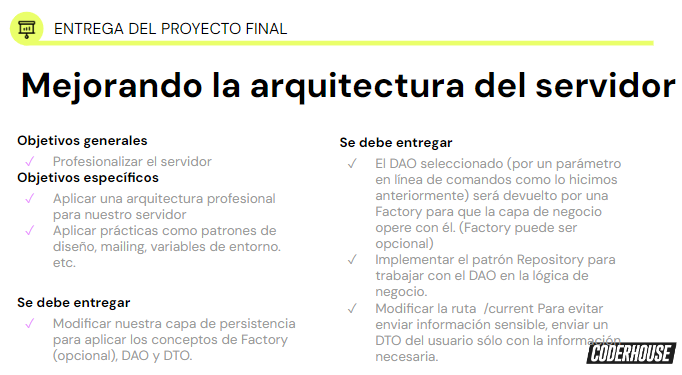 ENTREGA DEL PROYECTO FINAL
Mejorando la arquitectura del servidor
Objetivos generales
✓ Profesionalizar el servidor
Objetivos específicos
✓ Aplicar una arquitectura profesional
para nuestro servidor
✓ Aplicar prácticas como patrones de
diseño, mailing, variables de entorno.
etc.
Se debe entregar
✓ Modificar nuestra capa de persistencia
para aplicar los conceptos de Factory
(opcional), DAO y DTO.
Se debe entregar
✓ El DAO seleccionado (por un parámetro
en línea de comandos como lo hicimos
anteriormente) será devuelto por una
Factory para que la capa de negocio
opere con él. (Factory puede ser
opcional)
✓ Implementar el patrón Repository para
trabajar con el DAO en la lógica de
negocio.
✓ Modificar la ruta /current Para evitar
enviar información sensible, enviar un
DTO del usuario sólo con la información
necesaria.
CODERHOUSE